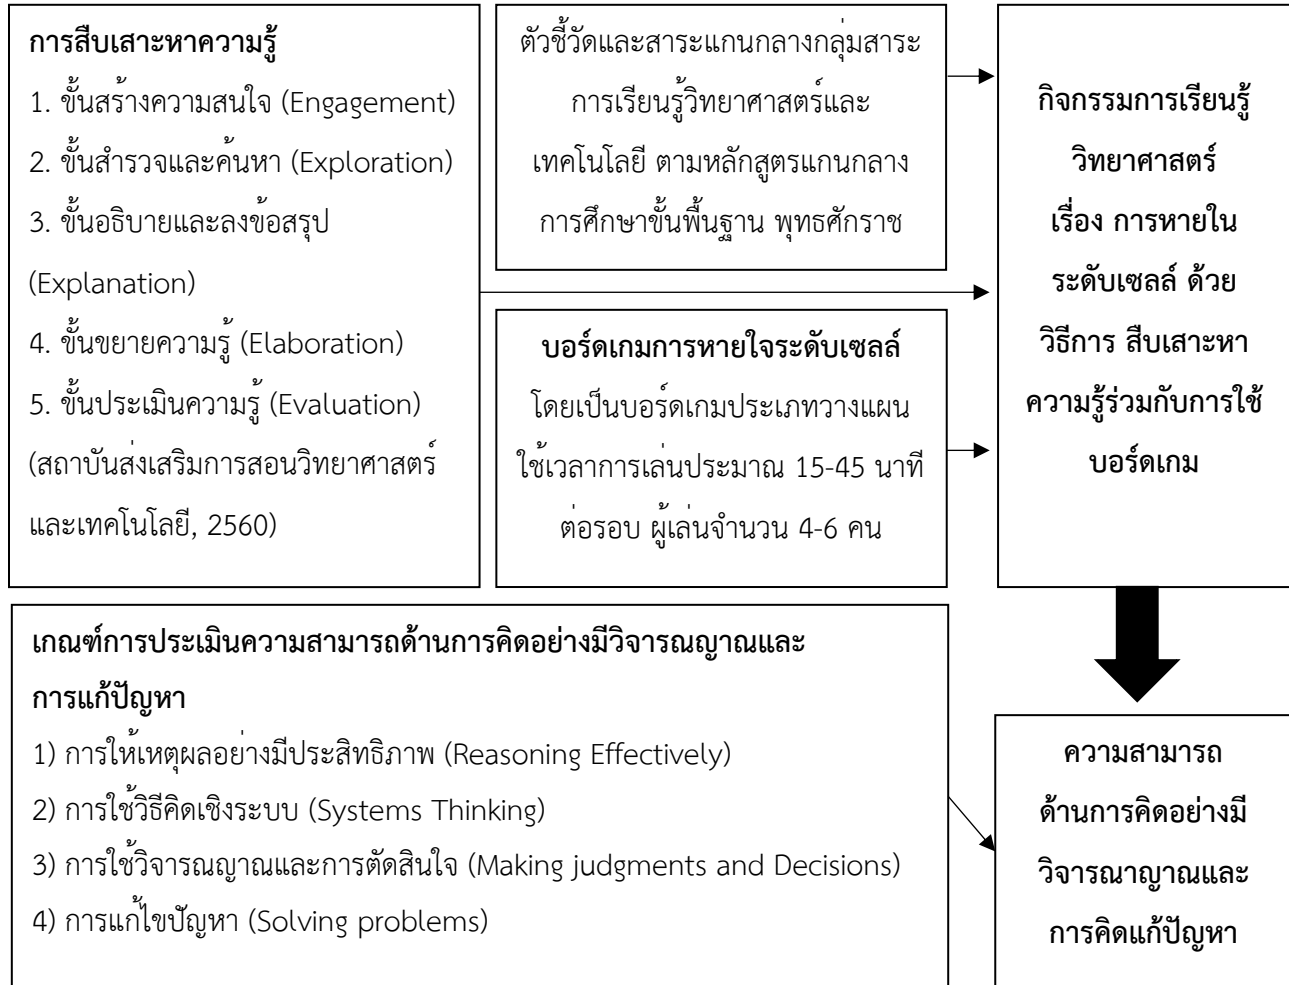 การสืบเสาะหาความรู้
1. ขั้นสร้างความสนใจ (Engagement)
2. ขั้นสำรวจและค้นหา (Exploration)
3. ขั้นอธิบายและลงข้อสรุป
(Explanation)
4. ขั้นขยายความรู้ (Elaboration)
5. ขั้นประเมินความรู้ (Evaluation)
(สถาบันส่งเสริมการสอนวิทยาศาสตร์
และเทคโนโลยี, 2560)
ตัวชี้วัดและสาระแกนกลางกลุ่มสาระ
การเรียนรู้วิทยาศาสตร์และ
เทคโนโลยี ตามหลักสูตรแกนกลาง
การศึกษาขั้นพื้นฐาน พุทธศักราช
บอร์ดเกมการหายใจระดับเซลล์
โดยเป็นบอร์ดเกมประเภทวางแผน
ใช้เวลาการเล่นประมาณ 15-45 นาที
ต่อรอบ ผู้เล่นจำนวน 4-6 คน
กิจกรรมการเรียนรู้
วิทยาศาสตร์
เรื่อง การหายใน
ระดับเซลล์ ด้วย
วิธีการ สืบเสาะหา
ความรู้ร่วมกับการใช้
บอร์ดเกม
เกณฑ์การประเมินความสามารถด้านการคิดอย่างมีวิจารณญาณและ
การแก้ปัญหา
1) การให้เหตุผลอย่างมีประสิทธิภาพ (Reasoning Effectively)
2) การใช้วิธีคิดเชิงระบบ (Systems Thinking)
3) การใช้วิจารณญาณและการตัดสินใจ (Making judgments and Decisions)
4) การแก้ไขปัญหา (Solving problems)
ความสามารถ
ด้านการคิดอย่างมี
วิจารณาญาณและ
การคิดแก้ปัญหา